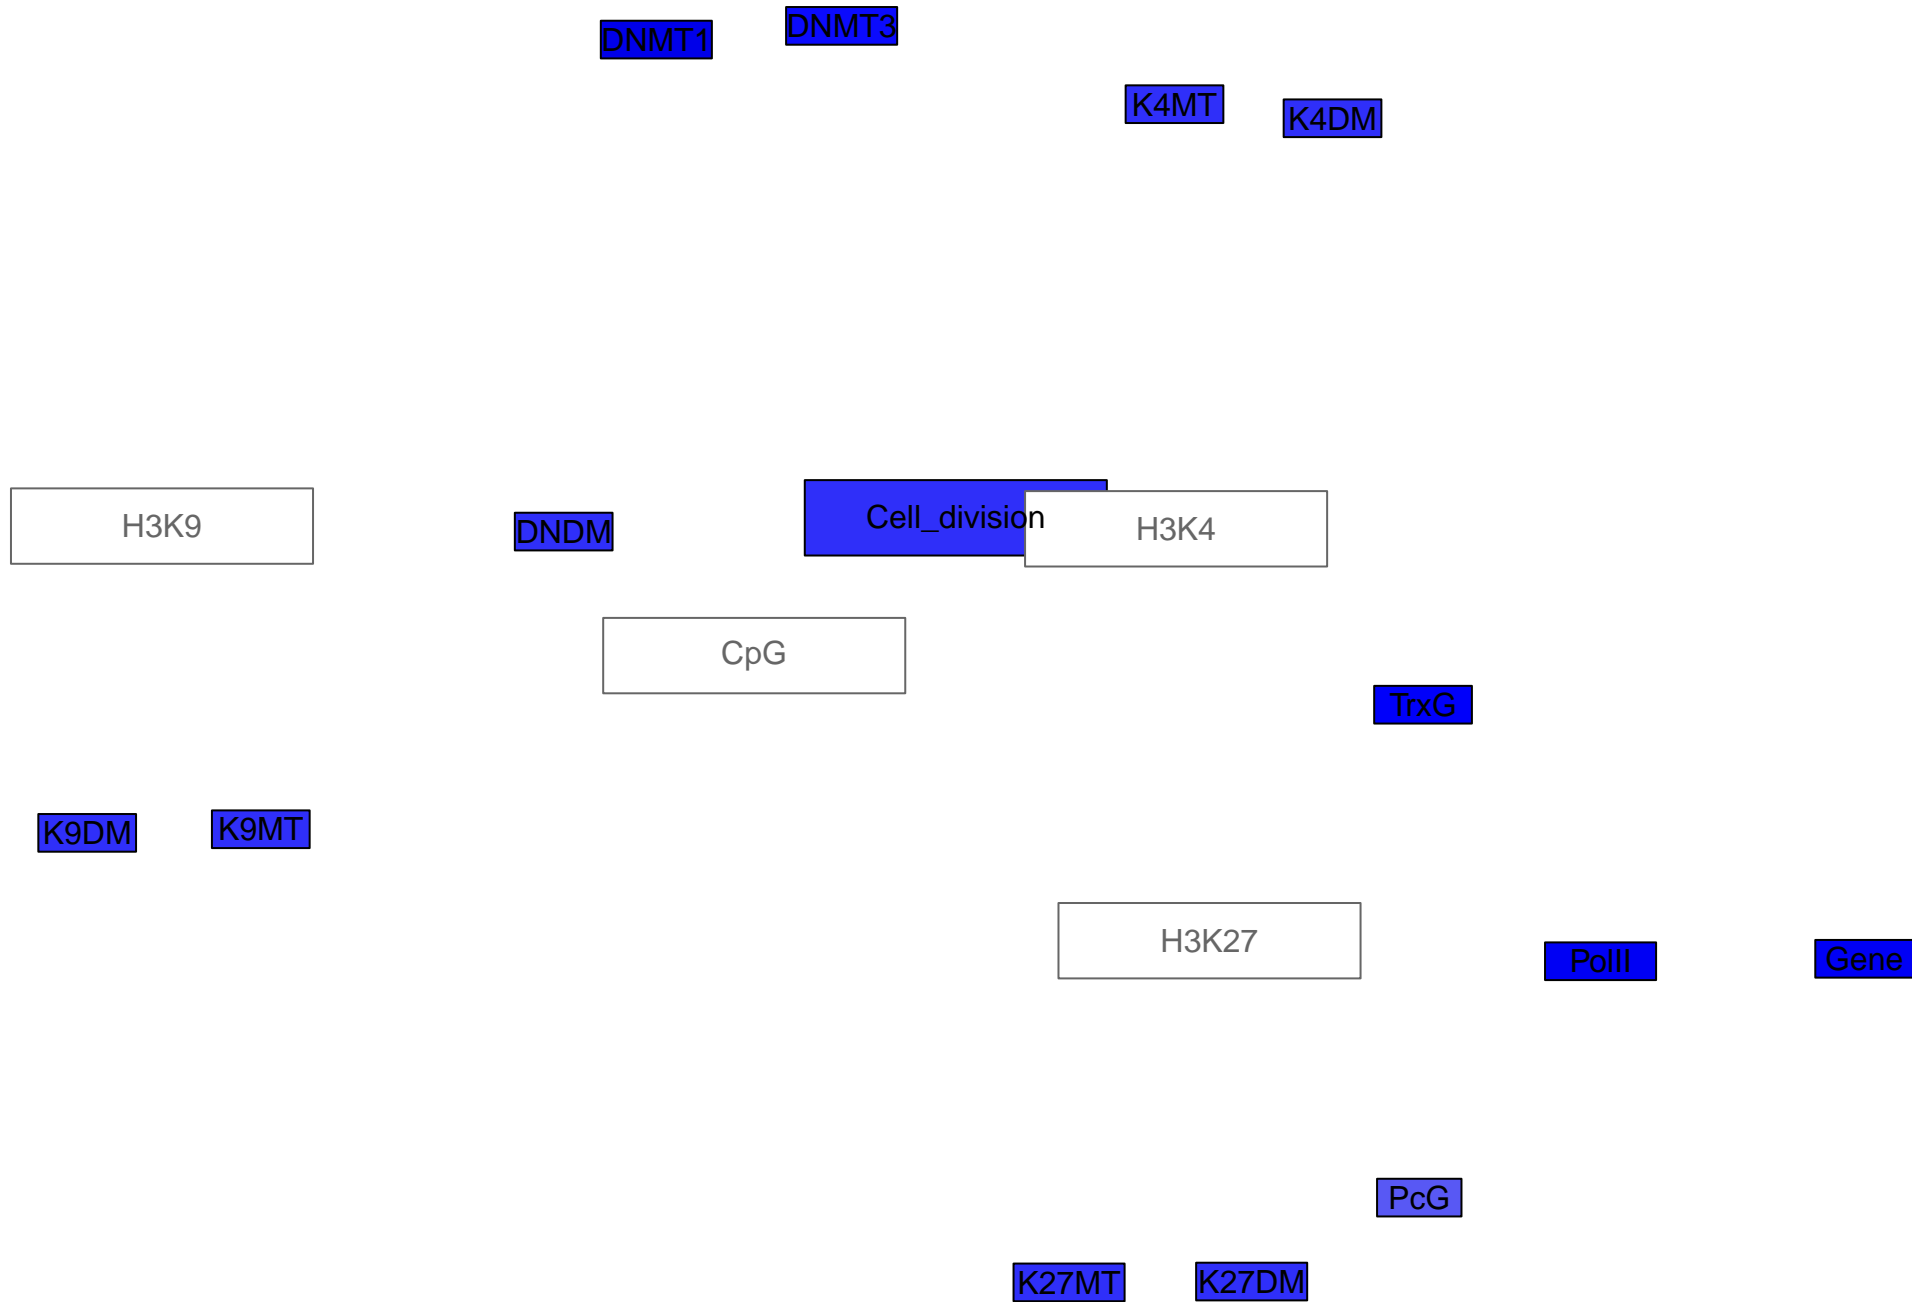 DNMT1
DNMT3
K4MT
K4DM
H3K9
DNDM
Cell_division
H3K4
CpG
TrxG
K9DM
K9MT
H3K27
PolII
Gene
PcG
K27MT
K27DM